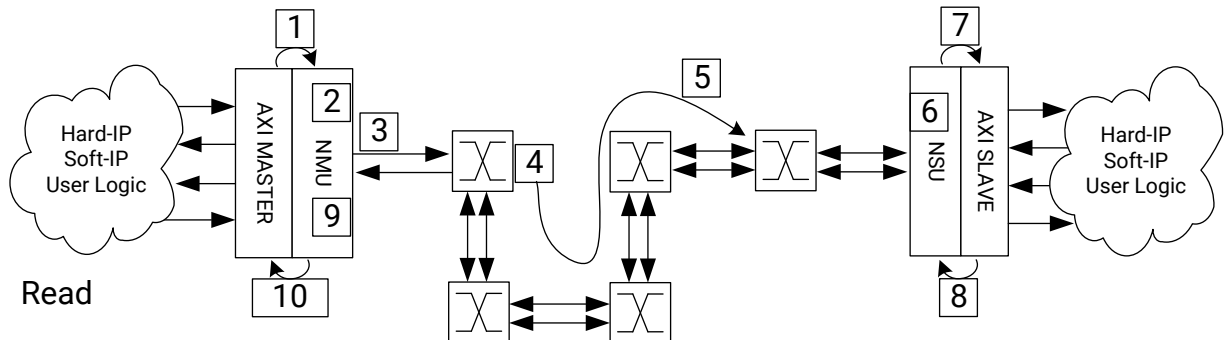 1
7
5
Hard-IP
Soft-IP
User Logic
AXI MASTER
2
NMU
3
4
6
NSU
AXI SLAVE
Hard-IP
Soft-IP
User Logic
9
Read
10
8